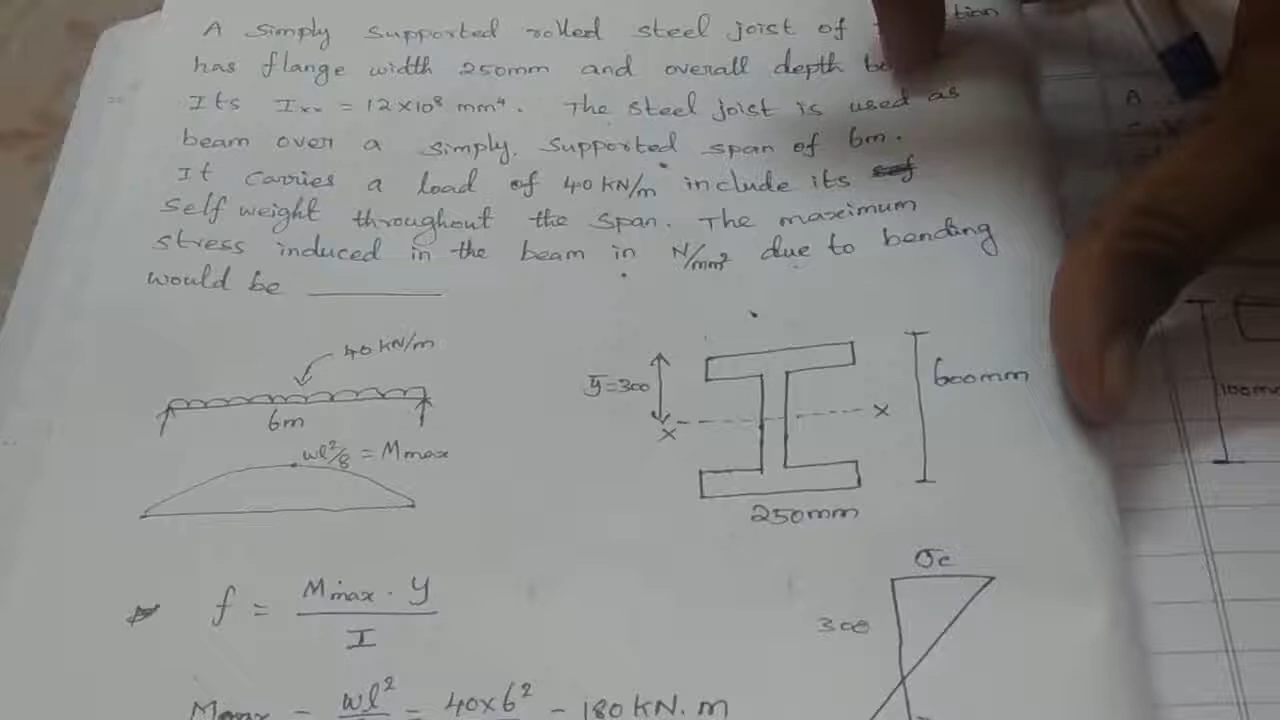 A simply supported rolled steel joist of tion
has flange width 250mm and overall depth be
Its Ixx = 12×10⁸ mm⁴. The steel joist is used as
beam over a simply supported span of 6m.
It carries a load of 40 kN/m include its
self weight throughout the span. The maximum
stress induced in the beam in N/mm² due to bending
would be
40 kN/m
6m
wl²/8 = Mmax
ȳ=300
x
x
600mm
250mm
f = Mmax . y / I
Mmax = wl² = 40×6² = 180 KN.m
σc
300
A
100m